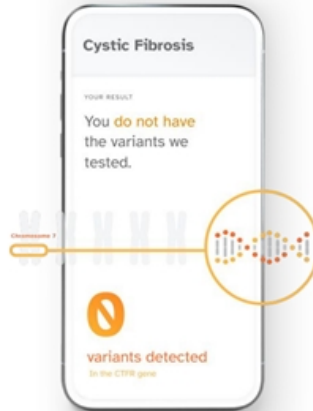 Cystic Fibrosis
YOUR RESULT
You do not have
the variants we
tested.
Chromosome 7
0
variants detected
In the CTFR gene